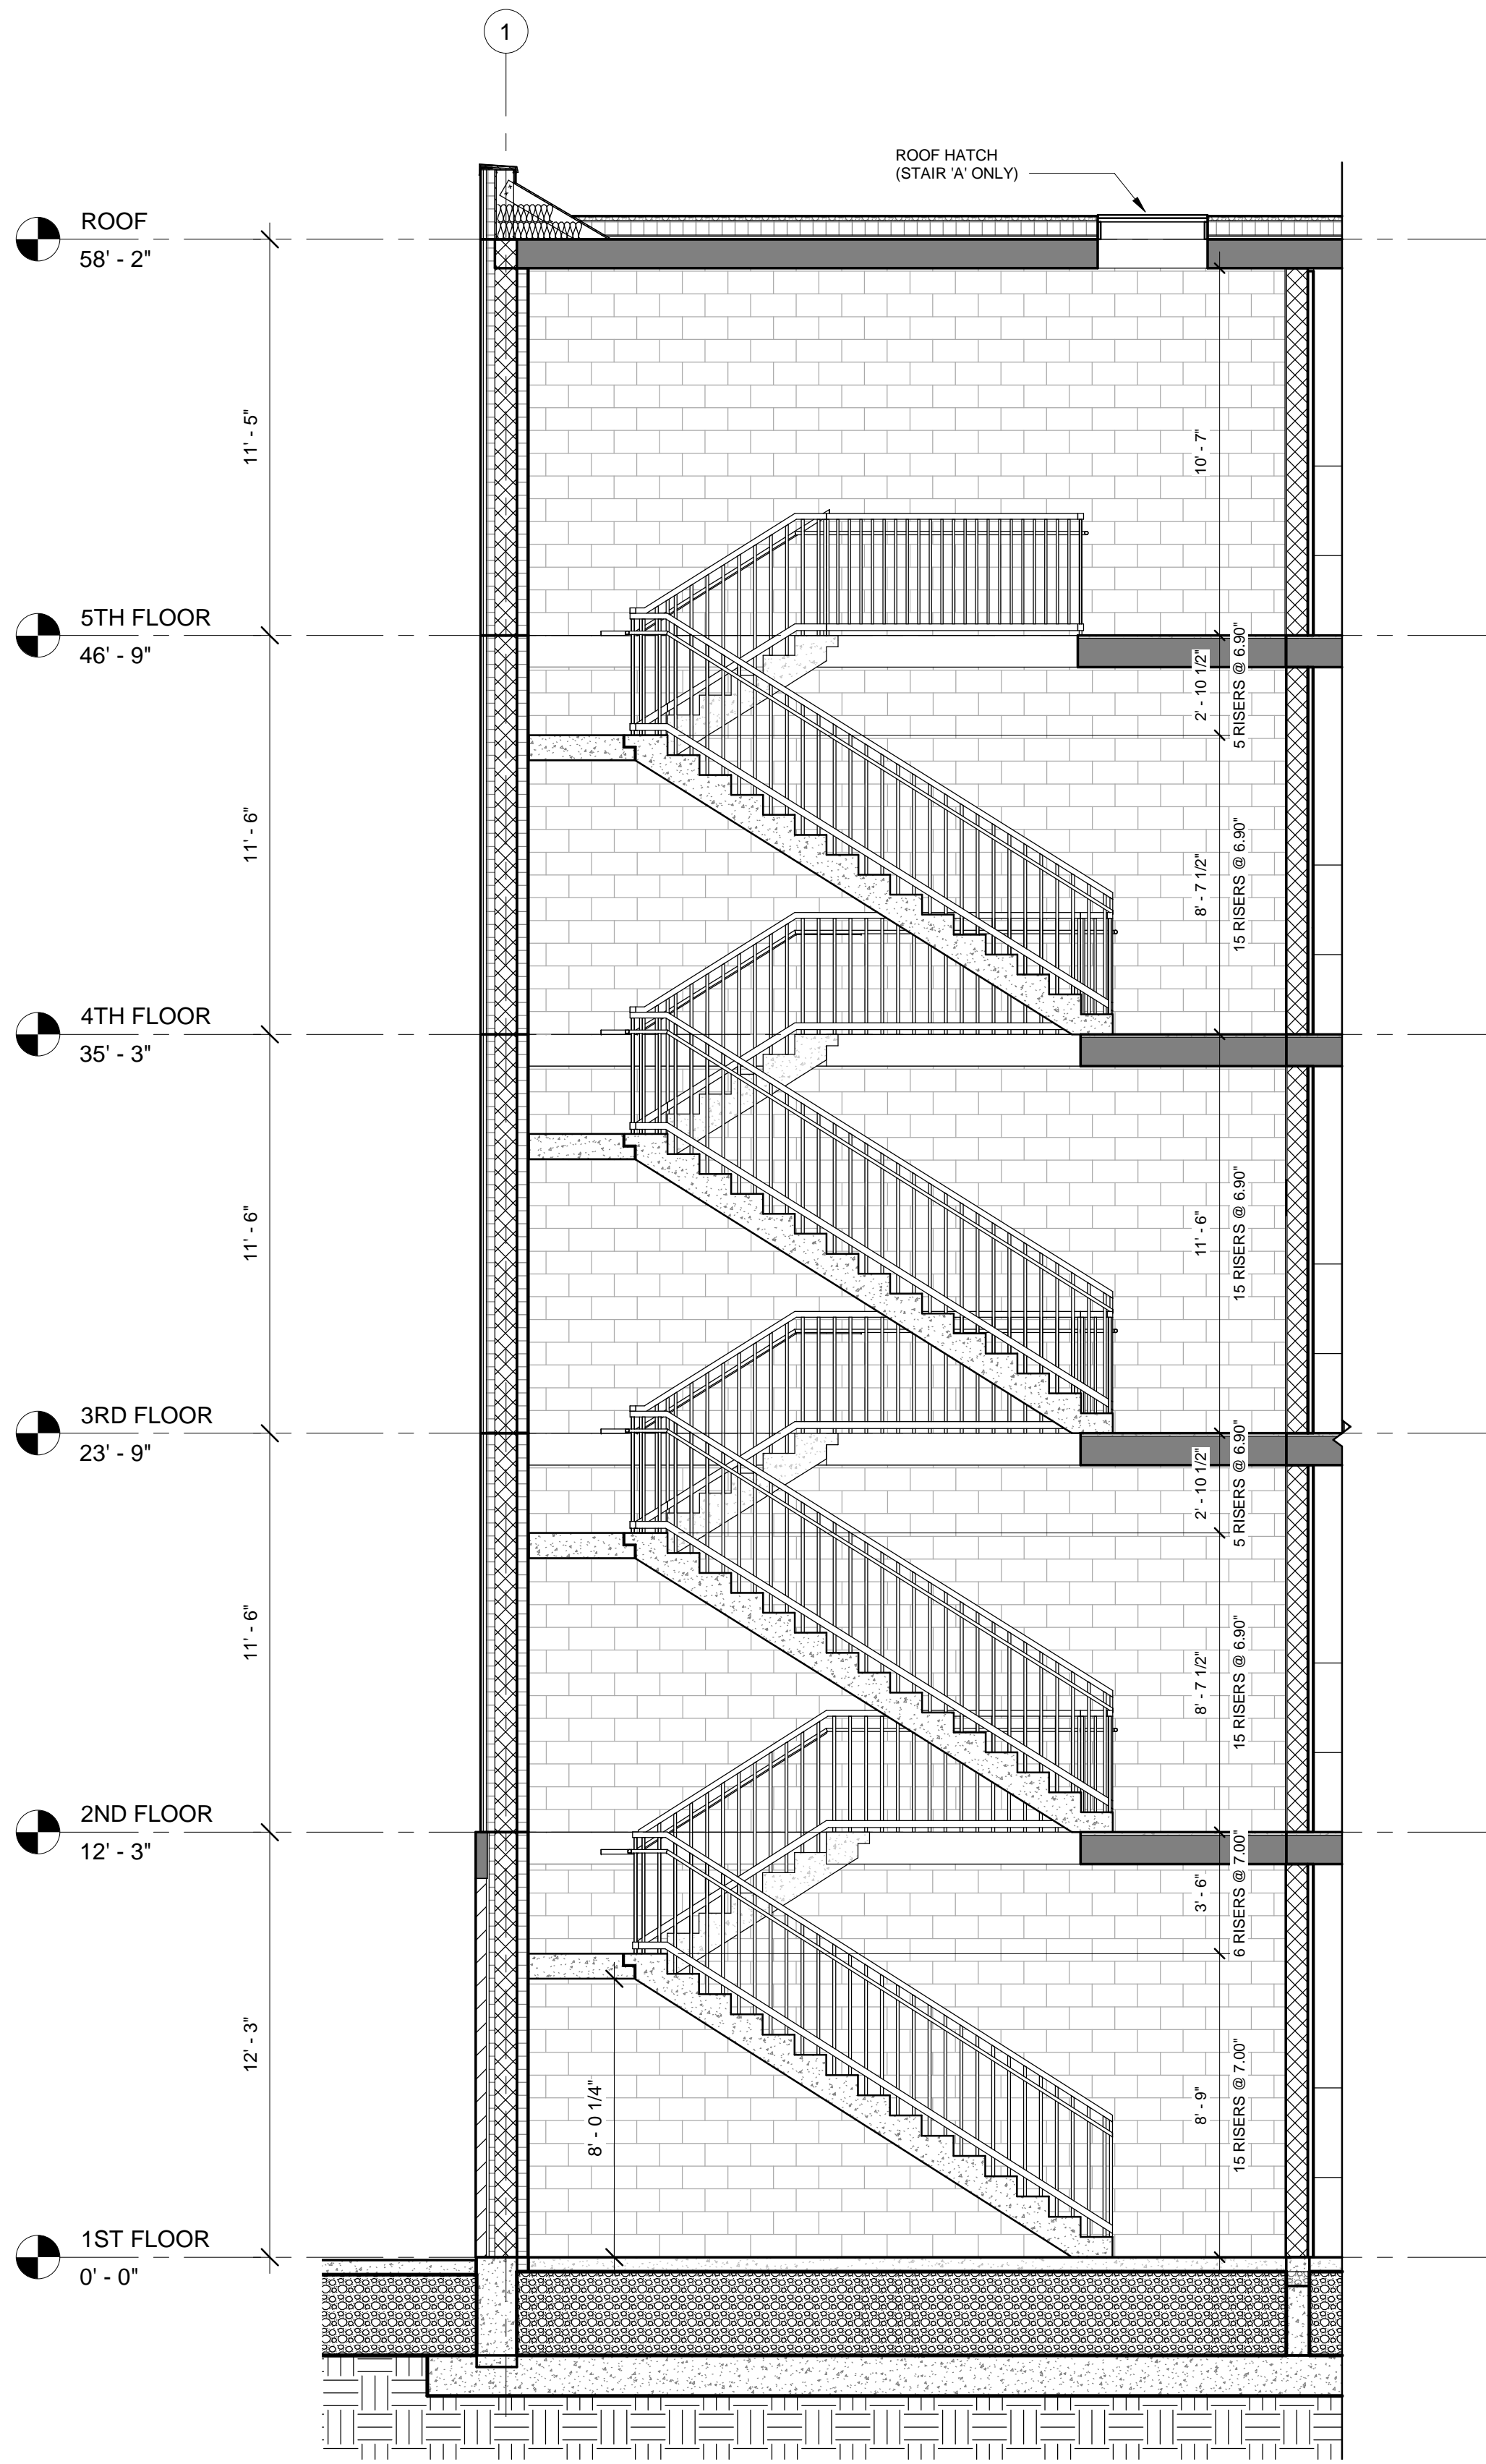 1
ROOF HATCH
(STAIR 'A' ONLY)
ROOF
58' - 2"
11' - 5"
10' - 7"
5TH FLOOR
46' - 9"
2' - 10 1/2"
5 RISERS @ 6.90"
11' - 6"
8' - 7 1/2"
15 RISERS @ 6.90"
4TH FLOOR
35' - 3"
11' - 6"
11' - 6"
15 RISERS @ 6.90"
3RD FLOOR
23' - 9"
2' - 10 1/2"
5 RISERS @ 6.90"
11' - 6"
8' - 7 1/2"
15 RISERS @ 6.90"
2ND FLOOR
12' - 3"
3' - 6"
6 RISERS @ 7.00"
12' - 3"
8' - 0 1/4"
8' - 9"
15 RISERS @ 7.00"
1ST FLOOR
0' - 0"